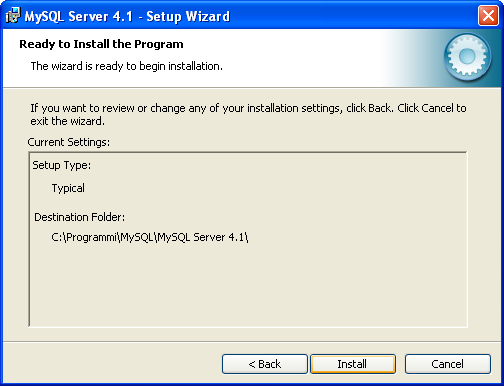 MySQL Server 4.1 - Setup Wizard
Ready to Install the Program
The wizard is ready to begin installation.
If you want to review or change any of your installation settings, click Back. Click Cancel to
exit the wizard.
Current Settings:
Setup Type:
Typical
Destination Folder:
C:\Programmi\MySQL\MySQL Server 4.1\
< Back
Install
Cancel